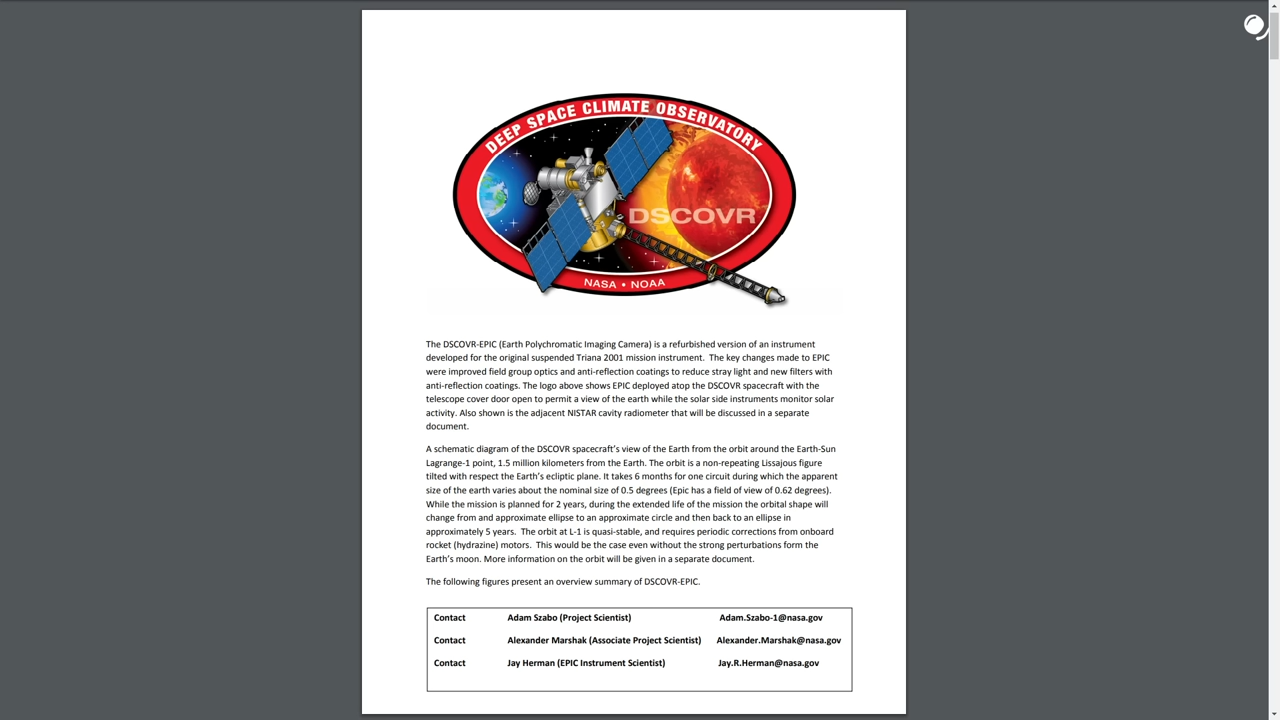 DEEP SPACE CLIMATE OBSERVATORY
DSCOVR
NASA • NOAA
The DSCOVR-EPIC (Earth Polychromatic Imaging Camera) is a refurbished version of an instrument
developed for the original suspended Triana 2001 mission instrument.  The key changes made to EPIC
were improved field group optics and anti-reflection coatings to reduce stray light and new filters with
anti-reflection coatings. The logo above shows EPIC deployed atop the DSCOVR spacecraft with the
telescope cover door open to permit a view of the earth while the solar side instruments monitor solar
activity. Also shown is the adjacent NISTAR cavity radiometer that will be discussed in a separate
document.
A schematic diagram of the DSCOVR spacecraft's view of the Earth from the orbit around the Earth-Sun
Lagrange-1 point, 1.5 million kilometers from the Earth. The orbit is a non-repeating Lissajous figure
tilted with respect the Earth's ecliptic plane. It takes 6 months for one circuit during which the apparent
size of the earth varies about the nominal size of 0.5 degrees (Epic has a field of view of 0.62 degrees).
While the mission is planned for 2 years, during the extended life of the mission the orbital shape will
change from and approximate ellipse to an approximate circle and then back to an ellipse in
approximately 5 years.  The orbit at L-1 is quasi-stable, and requires periodic corrections from onboard
rocket (hydrazine) motors.  This would be the case even without the strong perturbations form the
Earth's moon. More information on the orbit will be given in a separate document.
The following figures present an overview summary of DSCOVR-EPIC.
Contact Adam Szabo (Project Scientist) Adam.Szabo-1@nasa.gov
Contact Alexander Marshak (Associate Project Scientist) Alexander.Marshak@nasa.gov
Contact Jay Herman (EPIC Instrument Scientist) Jay.R.Herman@nasa.gov